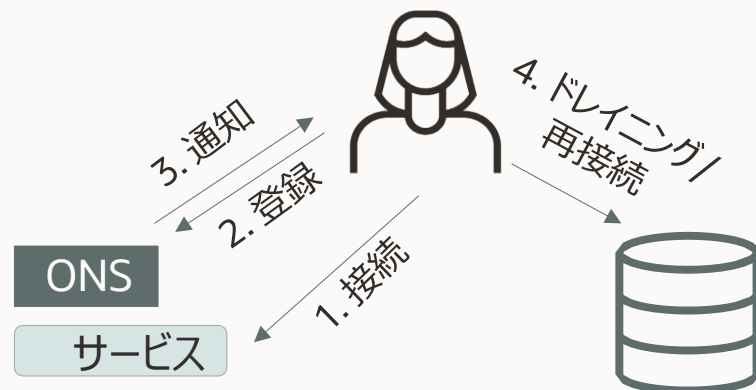 3. 通知
2. 登録
1. 接続
4. ドレイニング/
再接続
ONS
サービス